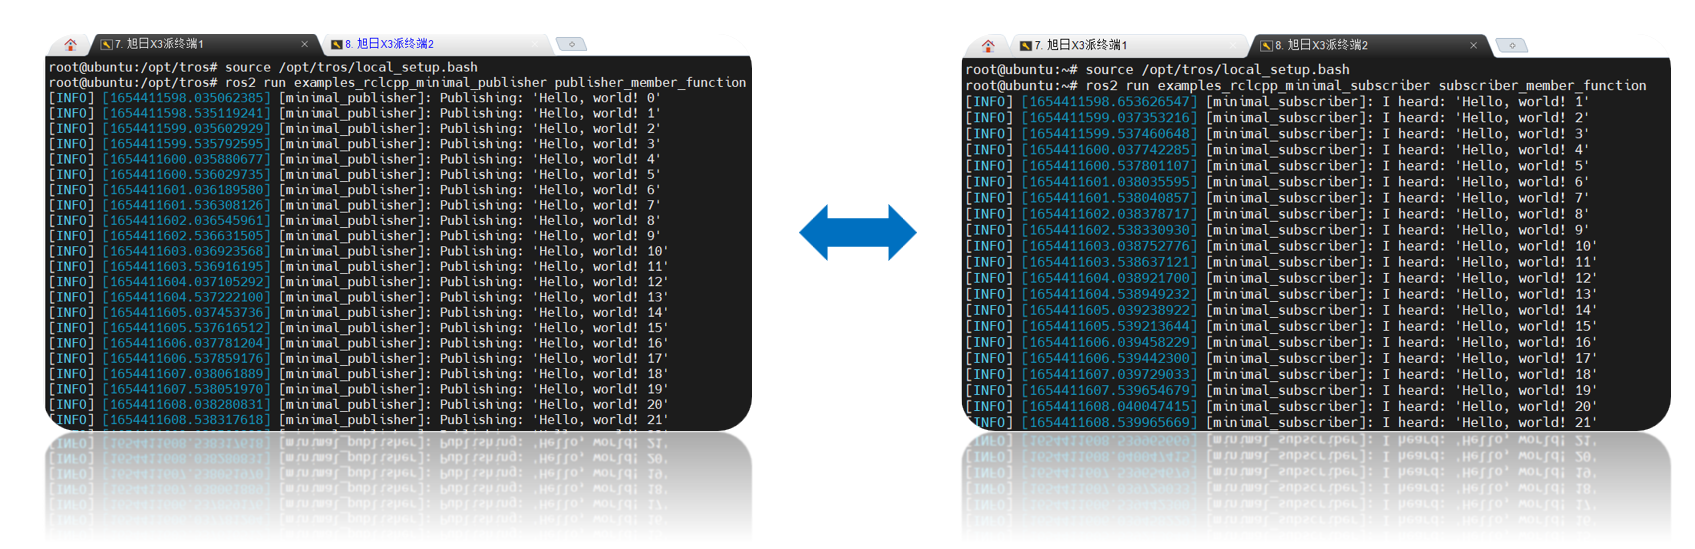 7. 旭日X3派终端1
8. 旭日X3派终端2
root@ubuntu:/opt/tros# source /opt/tros/local_setup.bash
root@ubuntu:/opt/tros# ros2 run examples_rclcpp_minimal_publisher publisher_member_function
[INFO] [1654411598.035062385] [minimal_publisher]: Publishing: 'Hello, world! 0'
[INFO] [1654411598.535119241] [minimal_publisher]: Publishing: 'Hello, world! 1'
[INFO] [1654411599.035602929] [minimal_publisher]: Publishing: 'Hello, world! 2'
[INFO] [1654411599.535792595] [minimal_publisher]: Publishing: 'Hello, world! 3'
[INFO] [1654411600.035880677] [minimal_publisher]: Publishing: 'Hello, world! 4'
[INFO] [1654411600.536029735] [minimal_publisher]: Publishing: 'Hello, world! 5'
[INFO] [1654411601.036189580] [minimal_publisher]: Publishing: 'Hello, world! 6'
[INFO] [1654411601.536308126] [minimal_publisher]: Publishing: 'Hello, world! 7'
[INFO] [1654411602.036545961] [minimal_publisher]: Publishing: 'Hello, world! 8'
[INFO] [1654411602.536631505] [minimal_publisher]: Publishing: 'Hello, world! 9'
[INFO] [1654411603.036923568] [minimal_publisher]: Publishing: 'Hello, world! 10'
[INFO] [1654411603.536916195] [minimal_publisher]: Publishing: 'Hello, world! 11'
[INFO] [1654411604.037105292] [minimal_publisher]: Publishing: 'Hello, world! 12'
[INFO] [1654411604.537222100] [minimal_publisher]: Publishing: 'Hello, world! 13'
[INFO] [1654411605.037453736] [minimal_publisher]: Publishing: 'Hello, world! 14'
[INFO] [1654411605.537616512] [minimal_publisher]: Publishing: 'Hello, world! 15'
[INFO] [1654411606.037781204] [minimal_publisher]: Publishing: 'Hello, world! 16'
[INFO] [1654411606.537859176] [minimal_publisher]: Publishing: 'Hello, world! 17'
[INFO] [1654411607.038061889] [minimal_publisher]: Publishing: 'Hello, world! 18'
[INFO] [1654411607.538051970] [minimal_publisher]: Publishing: 'Hello, world! 19'
[INFO] [1654411608.038280831] [minimal_publisher]: Publishing: 'Hello, world! 20'
[INFO] [1654411608.538317618] [minimal_publisher]: Publishing: 'Hello, world! 21'
7. 旭日X3派终端1
8. 旭日X3派终端2
root@ubuntu:~# source /opt/tros/local_setup.bash
root@ubuntu:~# ros2 run examples_rclcpp_minimal_subscriber subscriber_member_function
[INFO] [1654411598.653626547] [minimal_subscriber]: I heard: 'Hello, world! 1'
[INFO] [1654411599.037353216] [minimal_subscriber]: I heard: 'Hello, world! 2'
[INFO] [1654411599.537460648] [minimal_subscriber]: I heard: 'Hello, world! 3'
[INFO] [1654411600.037742285] [minimal_subscriber]: I heard: 'Hello, world! 4'
[INFO] [1654411600.537801107] [minimal_subscriber]: I heard: 'Hello, world! 5'
[INFO] [1654411601.038035595] [minimal_subscriber]: I heard: 'Hello, world! 6'
[INFO] [1654411601.538040857] [minimal_subscriber]: I heard: 'Hello, world! 7'
[INFO] [1654411602.038378717] [minimal_subscriber]: I heard: 'Hello, world! 8'
[INFO] [1654411602.538330930] [minimal_subscriber]: I heard: 'Hello, world! 9'
[INFO] [1654411603.038752776] [minimal_subscriber]: I heard: 'Hello, world! 10'
[INFO] [1654411603.538637121] [minimal_subscriber]: I heard: 'Hello, world! 11'
[INFO] [1654411604.038921700] [minimal_subscriber]: I heard: 'Hello, world! 12'
[INFO] [1654411604.538949232] [minimal_subscriber]: I heard: 'Hello, world! 13'
[INFO] [1654411605.039238922] [minimal_subscriber]: I heard: 'Hello, world! 14'
[INFO] [1654411605.539213644] [minimal_subscriber]: I heard: 'Hello, world! 15'
[INFO] [1654411606.039458229] [minimal_subscriber]: I heard: 'Hello, world! 16'
[INFO] [1654411606.539442300] [minimal_subscriber]: I heard: 'Hello, world! 17'
[INFO] [1654411607.039729033] [minimal_subscriber]: I heard: 'Hello, world! 18'
[INFO] [1654411607.539654679] [minimal_subscriber]: I heard: 'Hello, world! 19'
[INFO] [1654411608.040047415] [minimal_subscriber]: I heard: 'Hello, world! 20'
[INFO] [1654411608.539965669] [minimal_subscriber]: I heard: 'Hello, world! 21'